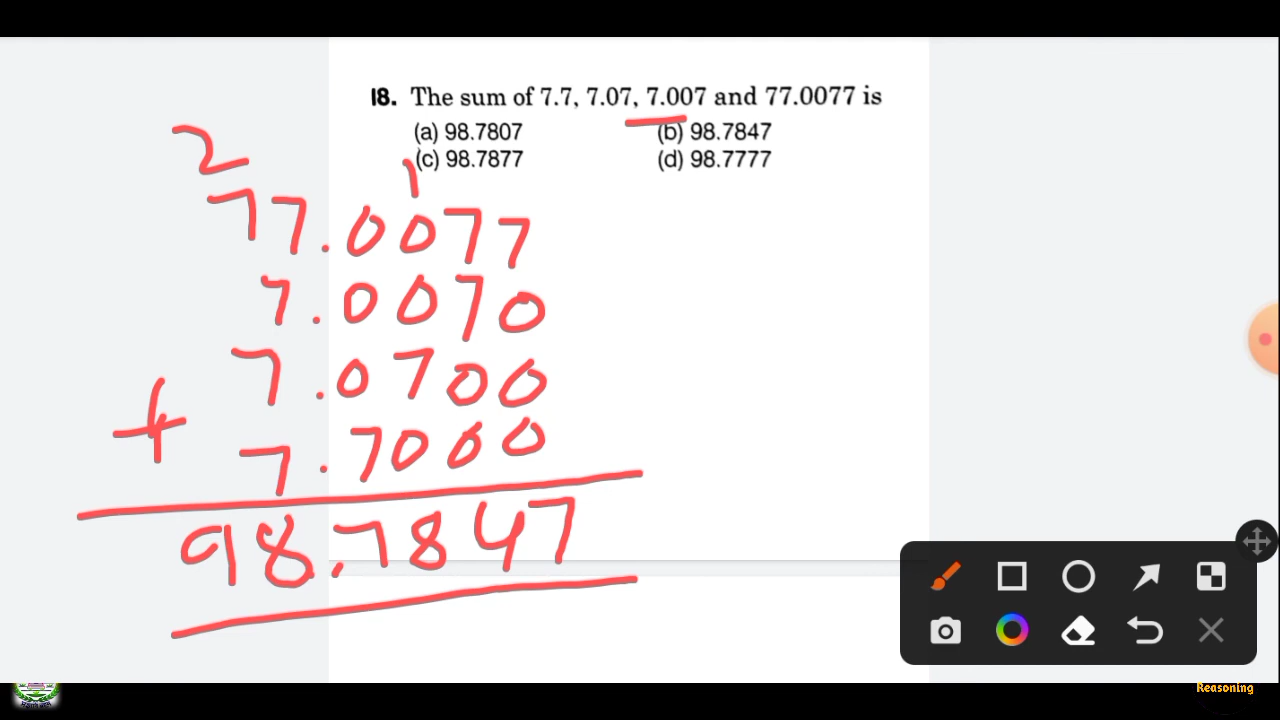 18. The sum of 7.7, 7.07, 7.007 and 77.0077 is
(a) 98.7807 (b) 98.7847
(c) 98.7877 (d) 98.7777
2 1
77.0077
7.0070
7.0700
+ 7.7000
98.7847
Reasoning